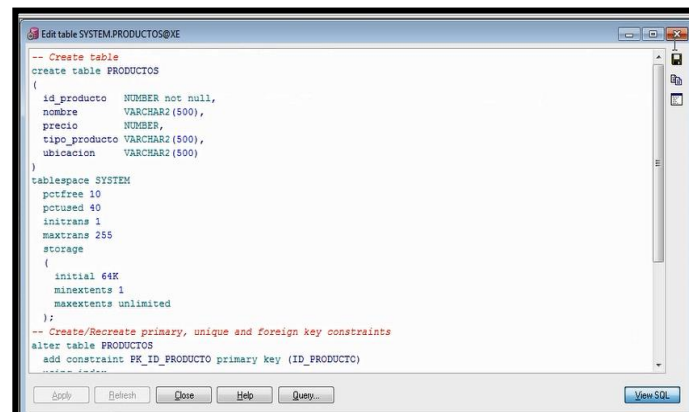 Edit table SYSTEM.PRODUCTOS@XE
-- Create table
create table PRODUCTOS
(
  id_producto   NUMBER not null,
  nombre        VARCHAR2(500),
  precio        NUMBER,
  tipo_producto VARCHAR2(500),
  ubicacion     VARCHAR2(500)
)
tablespace SYSTEM
  pctfree 10
  pctused 40
  initrans 1
  maxtrans 255
  storage
  (
    initial 64K
    minextents 1
    maxextents unlimited
  );
-- Create/Recreate primary, unique and foreign key constraints
alter table PRODUCTOS
  add constraint PK_ID_PRODUCTO primary key (ID_PRODUCTO)
  using index
Apply Refresh Close Help Query... View SQL